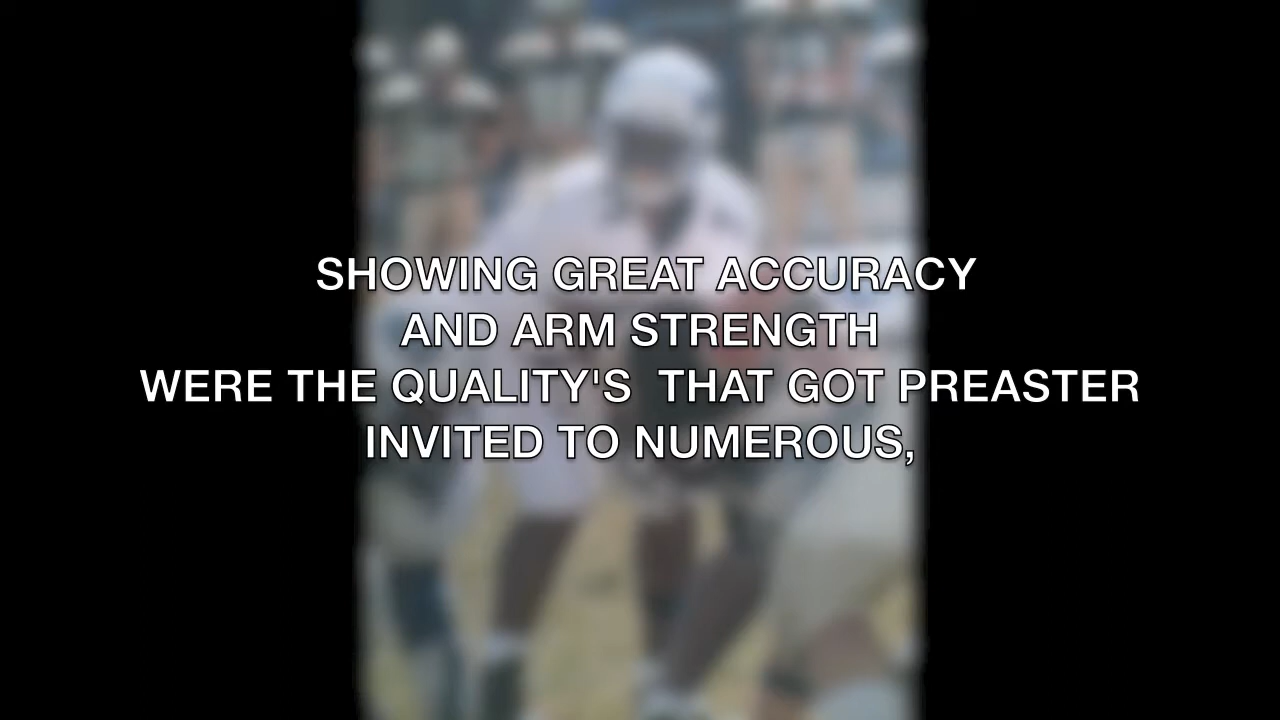 SHOWING GREAT ACCURACY
AND ARM STRENGTH
WERE THE QUALITY'S  THAT GOT PREASTER
INVITED TO NUMEROUS,